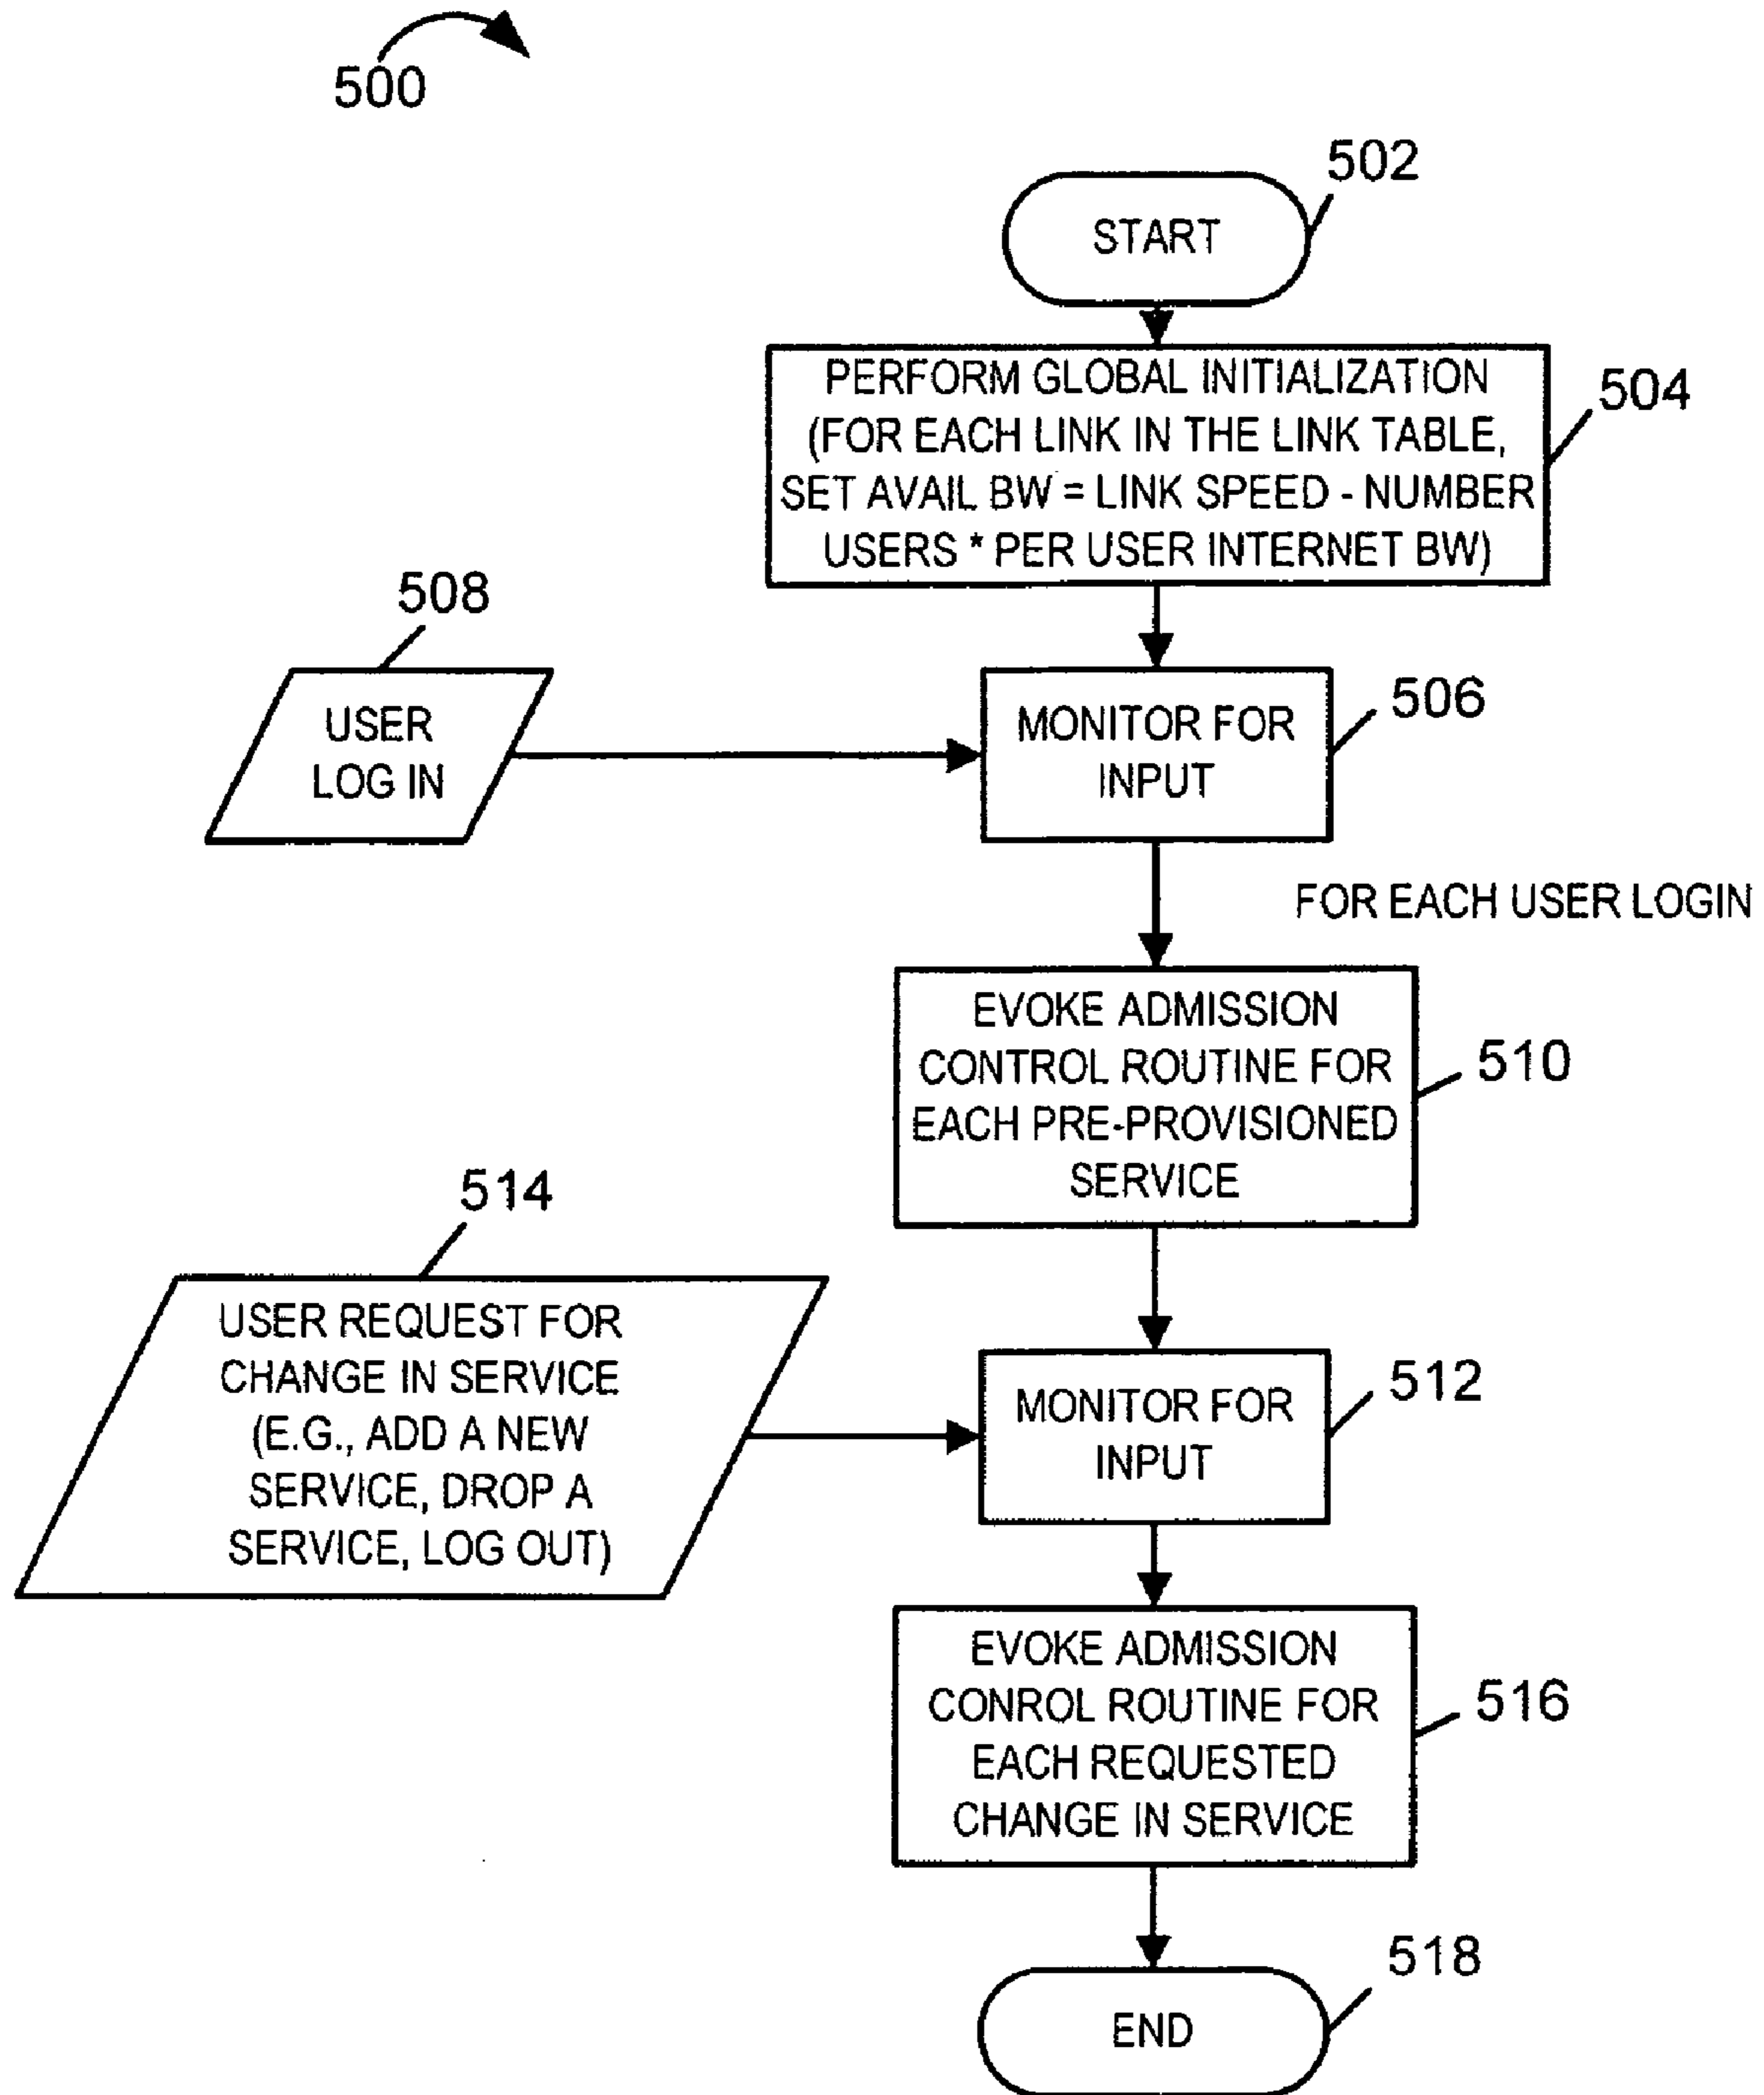 500
502
START
PERFORM GLOBAL INITIALIZATION
(FOR EACH LINK IN THE LINK TABLE,
SET AVAIL BW = LINK SPEED - NUMBER
USERS * PER USER INTERNET BW)
504
508
USER
LOG IN
MONITOR FOR
INPUT
506
FOR EACH USER LOGIN
EVOKE ADMISSION
CONTROL ROUTINE FOR
EACH PRE-PROVISIONED
SERVICE
510
514
USER REQUEST FOR
CHANGE IN SERVICE
(E.G., ADD A NEW
SERVICE, DROP A
SERVICE, LOG OUT)
MONITOR FOR
INPUT
512
EVOKE ADMISSION
CONROL ROUTINE FOR
EACH REQUESTED
CHANGE IN SERVICE
516
518
END